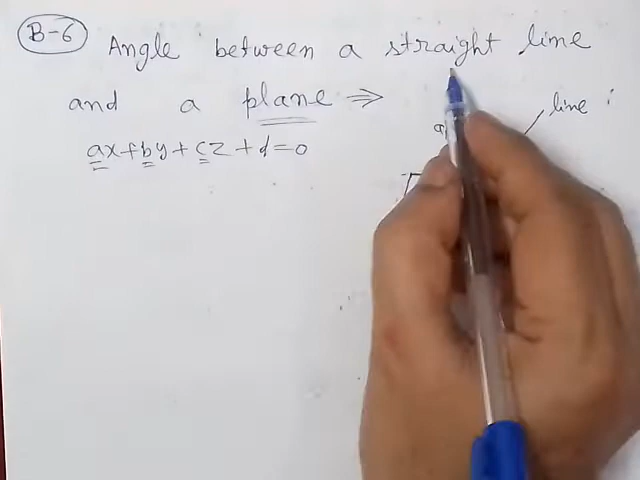 B-6 Angle between a straight line
and a plane ⇒
line
ax+by+cz+d=0